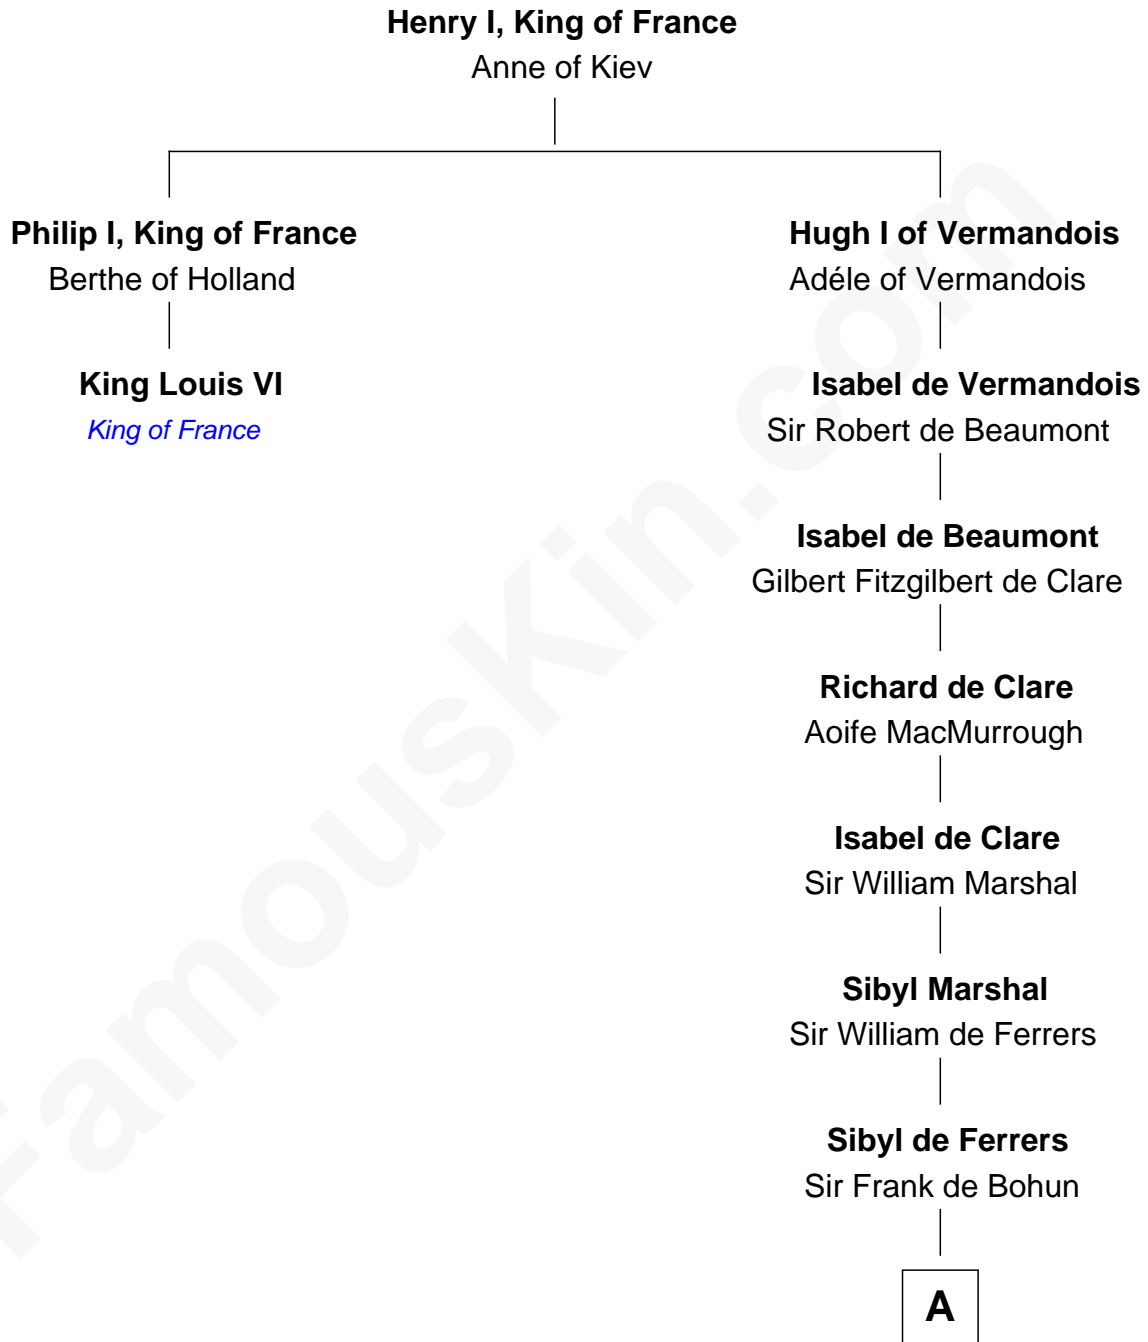 Henry I, King of France
Anne of Kiev
Philip I, King of France
Berthe of Holland
King Louis VI
King of France
Hugh I of Vermandois
Adéle of Vermandois
Isabel de Vermandois
Sir Robert de Beaumont
Isabel de Beaumont
Gilbert Fitzgilbert de Clare
Richard de Clare
Aoife MacMurrough
Isabel de Clare
Sir William Marshal
Sibyl Marshal
Sir William de Ferrers
Sibyl de Ferrers
Sir Frank de Bohun
A
FamousKin.com